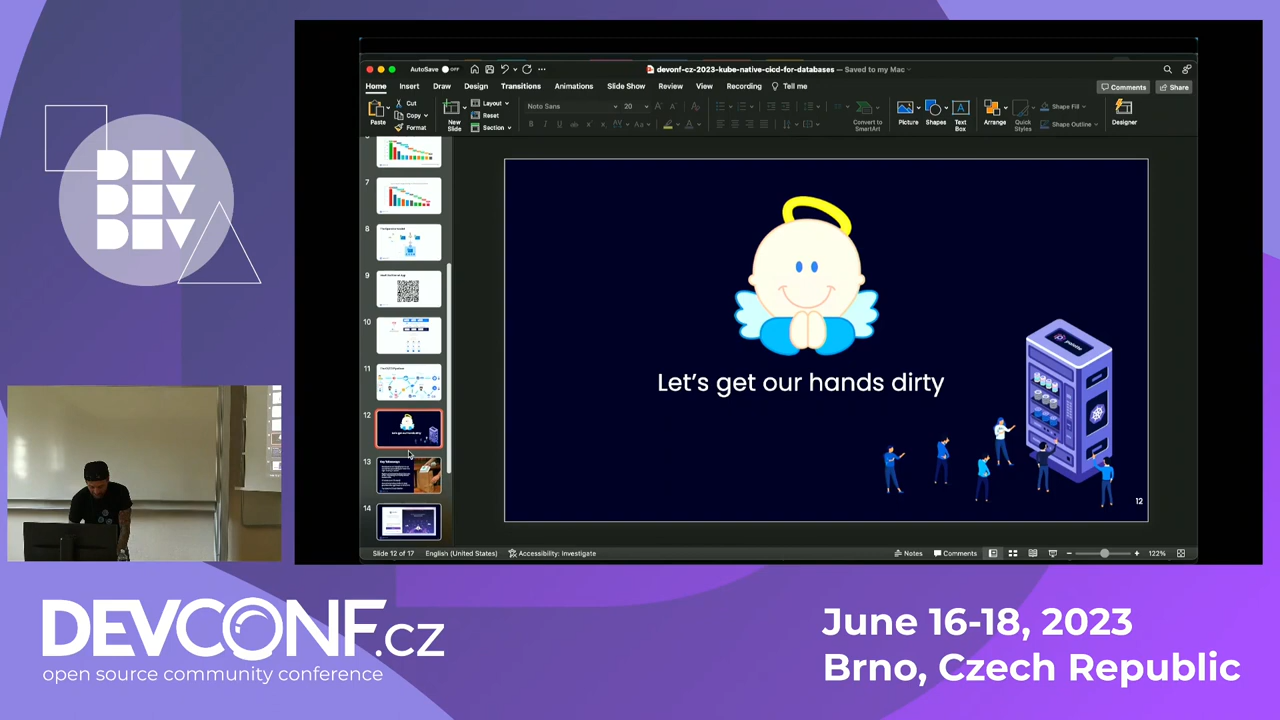 DEV
DEV
DEV
AutoSave OFF
devonf-cz-2023-kube-native-cicd-for-databases — Saved to my Mac
Home Insert Draw Design Transitions Animations Slide Show Review View Recording Tell me
Comments Share
Paste
Cut
Copy
Format
New Slide
Layout
Reset
Section
Noto Sans 20
Convert to SmartArt
Picture Shapes Text Box Arrange Quick Styles
Shape Fill
Shape Outline
Designer
7
8
9
10
11
12
13
Key Takeaways
14
Let's get our hands dirty
12
Slide 12 of 17 English (United States) Accessibility: Investigate Notes Comments 122%
DEVCONF.cz
open source community conference
June 16-18, 2023
Brno, Czech Republic